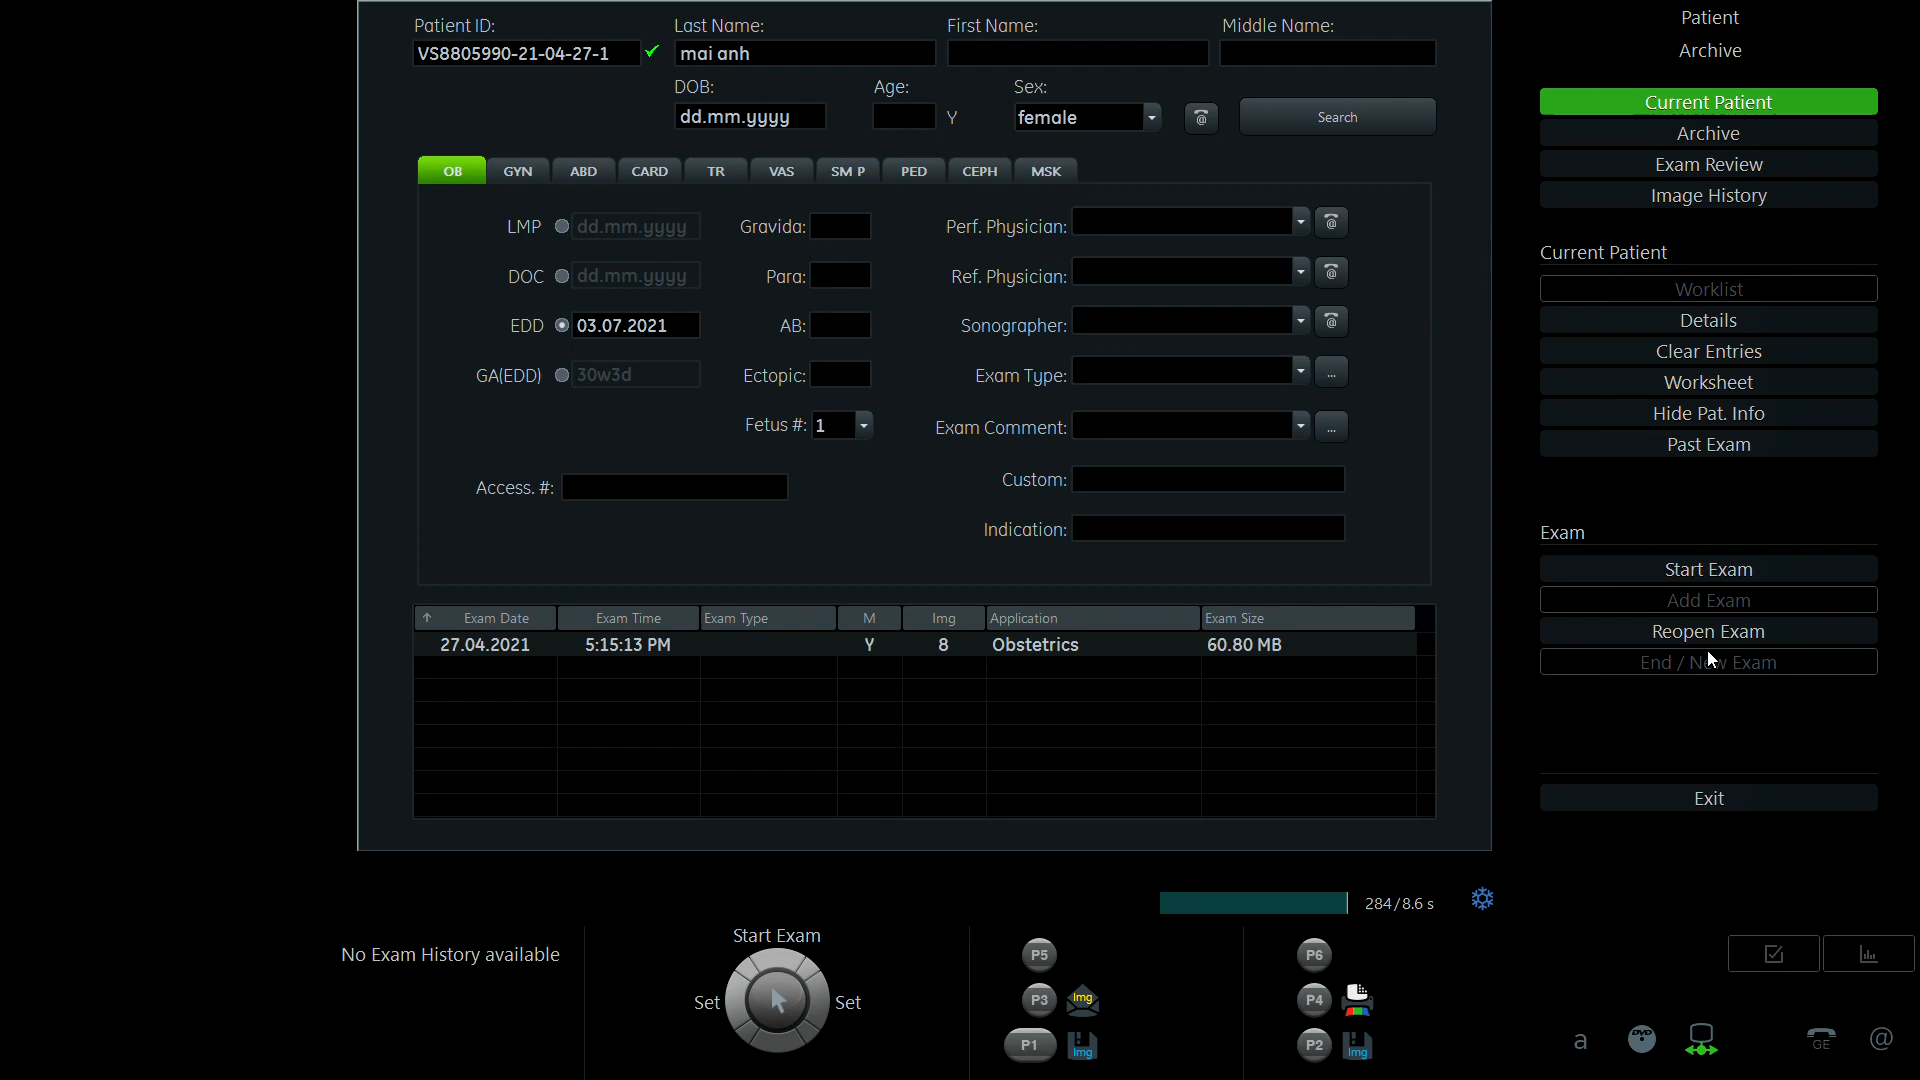 Patient ID: Last Name: First Name: Middle Name:
VS8805990-21-04-27-1 mai anh
DOB: Age: Sex:
dd.mm.yyyy Y female @ Search
OB GYN ABD CARD TR VAS SM P PED CEPH MSK
LMP dd.mm.yyyy Gravida: Perf. Physician: @
DOC dd.mm.yyyy Para: Ref. Physician: @
EDD 03.07.2021 AB: Sonographer: @
GA(EDD) 30w3d Ectopic: Exam Type: ...
Fetus #: 1 Exam Comment: ...
Access. #: Custom:
Indication:
Exam Date Exam Time Exam Type M Img Application Exam Size
27.04.2021 5:15:13 PM Y 8 Obstetrics 60.80 MB
284/8.6 s
No Exam History available
Start Exam
Set Set
P5 P6
P3 Img P4
P1 Img P2 Img
Patient
Archive
Current Patient
Archive
Exam Review
Image History
Current Patient
Worklist
Details
Clear Entries
Worksheet
Hide Pat. Info
Past Exam
Exam
Start Exam
Add Exam
Reopen Exam
End / New Exam
Exit
a DVD GE @